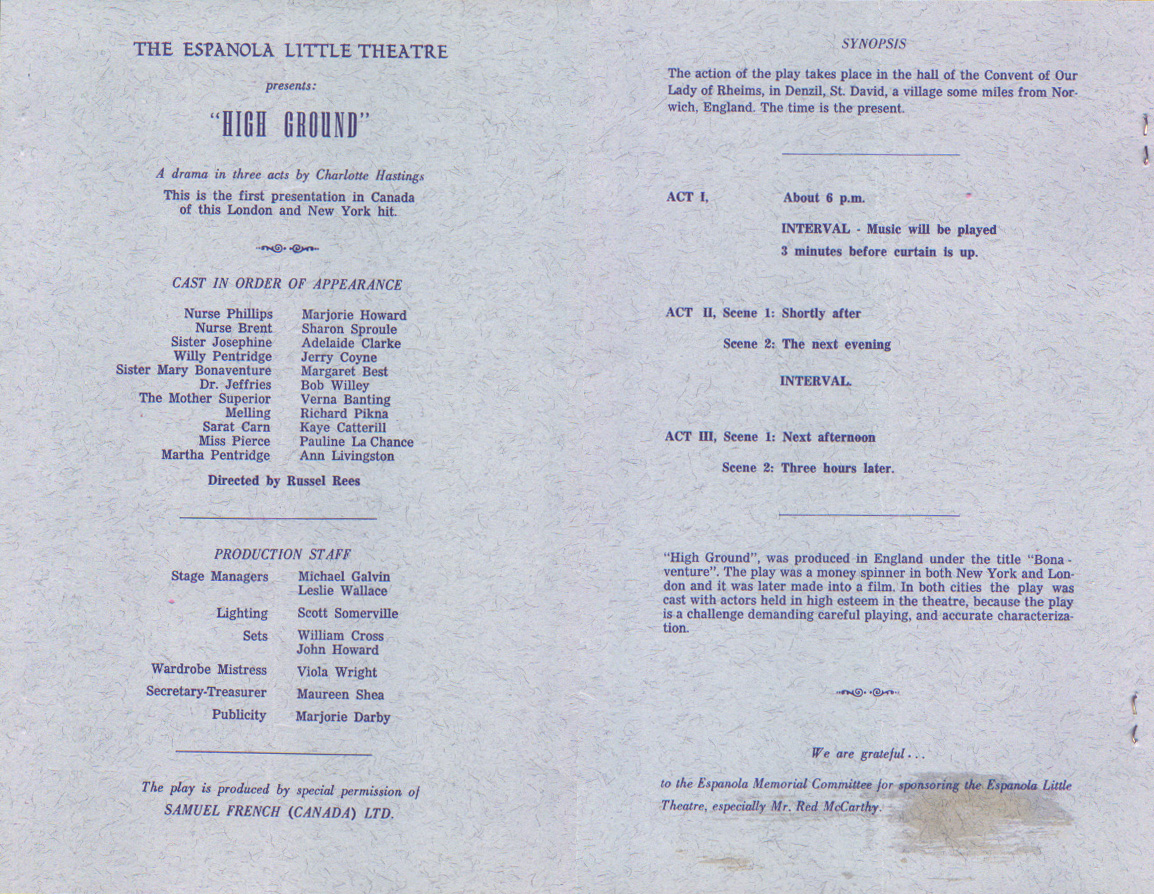 THE ESPANOLA LITTLE THEATRE
presents:
"HIGH GROUND"
A drama in three acts by Charlotte Hastings
This is the first presentation in Canada
of this London and New York hit.
CAST IN ORDER OF APPEARANCE
Nurse Phillips Marjorie Howard
Nurse Brent Sharon Sproule
Sister Josephine Adelaide Clarke
Willy Pentridge Jerry Coyne
Sister Mary Bonaventure Margaret Best
Dr. Jeffries Bob Willey
The Mother Superior Verna Banting
Melling Richard Pikna
Sarat Carn Kaye Catterill
Miss Pierce Pauline La Chance
Martha Pentridge Ann Livingston
Directed by Russel Rees
PRODUCTION STAFF
Stage Managers Michael Galvin
Leslie Wallace
Lighting Scott Somerville
Sets William Cross
John Howard
Wardrobe Mistress Viola Wright
Secretary-Treasurer Maureen Shea
Publicity Marjorie Darby
The play is produced by special permission of
SAMUEL FRENCH (CANADA) LTD.
SYNOPSIS
The action of the play takes place in the hall of the Convent of Our
Lady of Rheims, in Denzil, St. David, a village some miles from Nor-
wich, England. The time is the present.
ACT I, About 6 p.m.
INTERVAL - Music will be played
3 minutes before curtain is up.
ACT II, Scene 1: Shortly after
Scene 2: The next evening
INTERVAL.
ACT III, Scene 1: Next afternoon
Scene 2: Three hours later.
"High Ground", was produced in England under the title "Bona-
venture". The play was a money spinner in both New York and Lon-
don and it was later made into a film. In both cities the play was
cast with actors held in high esteem in the theatre, because the play
is a challenge demanding careful playing, and accurate characteriza-
tion.
We are grateful . . .
to the Espanola Memorial Committee for sponsoring the Espanola Little
Theatre, especially Mr. Red McCarthy.